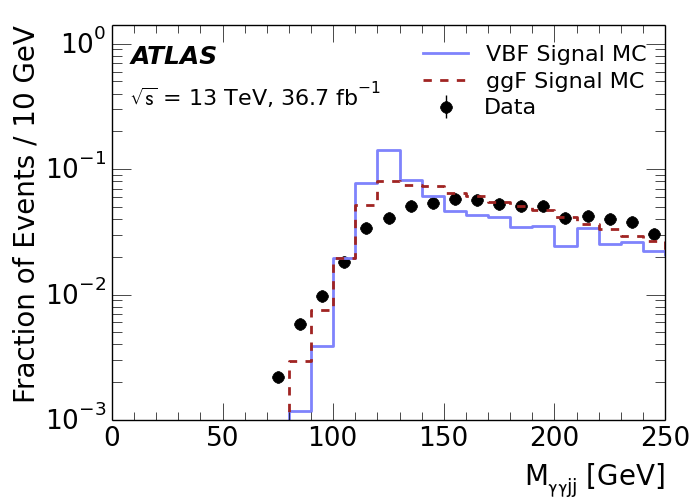 ATLAS
√s = 13 TeV, 36.7 fb⁻¹
VBF Signal MC
ggF Signal MC
Data
Fraction of Events / 10 GeV
10⁰
10⁻¹
10⁻²
10⁻³
0 50 100 150 200 250
Mγγjj [GeV]